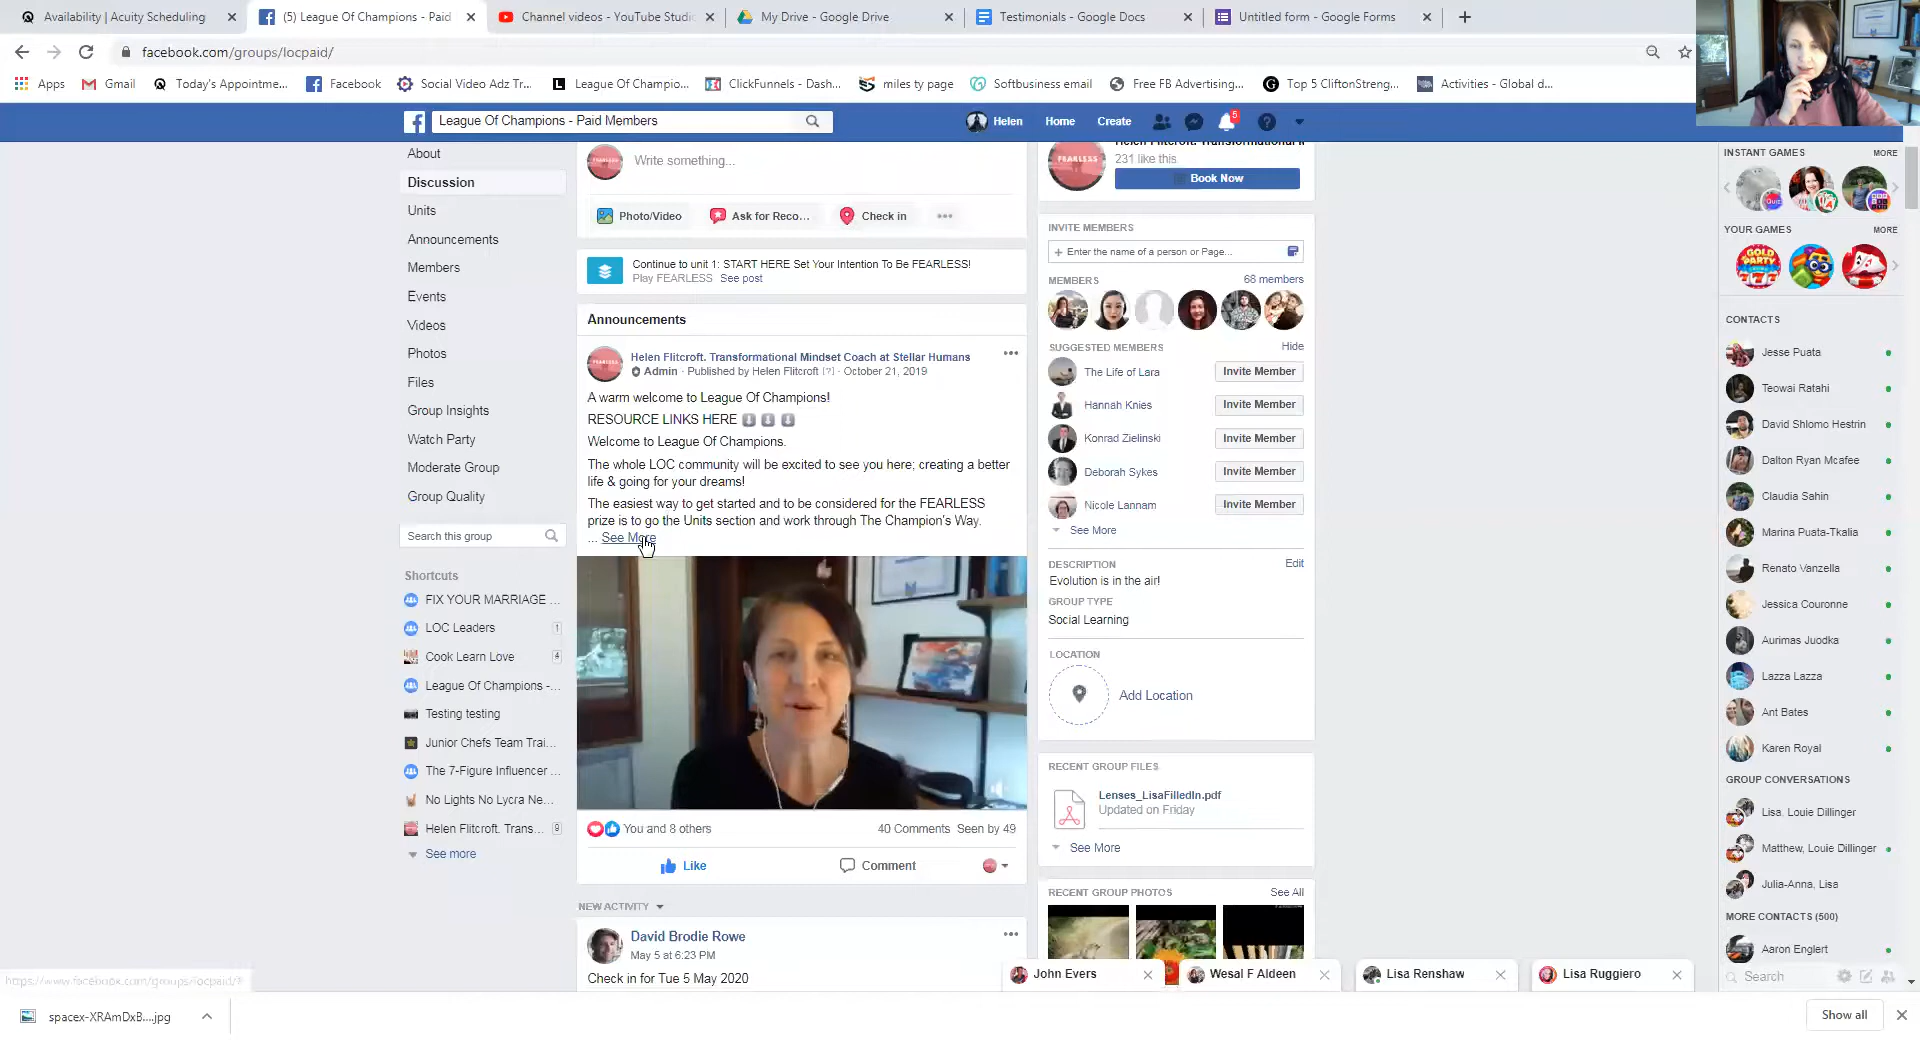 Availability | Acuity Scheduling
(5) League Of Champions - Paid
Channel videos - YouTube Studio
My Drive - Google Drive
Testimonials - Google Docs
Untitled form - Google Forms
facebook.com/groups/locpaid/
Apps
Gmail
Today's Appointme...
Facebook
Social Video Adz Tr...
League Of Champio...
ClickFunnels - Dash...
miles ty page
Softbusiness email
Free FB Advertising...
Top 5 CliftonStreng...
Activities - Global d...
League Of Champions - Paid Members
Helen
Home
Create
5
About
Discussion
Units
Announcements
Members
Events
Videos
Photos
Files
Group Insights
Watch Party
Moderate Group
Group Quality
Search this group
Shortcuts
FIX YOUR MARRIAGE ...
LOC Leaders 1
Cook Learn Love 4
League Of Champions -...
Testing testing
Junior Chefs Team Trai...
The 7-Figure Influencer ...
No Lights No Lycra Ne...
Helen Flitcroft. Trans... 9
See more
Write something...
Photo/Video
Ask for Reco...
Check in
Continue to unit 1: START HERE Set Your Intention To Be FEARLESS!
Play FEARLESS See post
Announcements
Helen Flitcroft. Transformational Mindset Coach at Stellar Humans
Admin · Published by Helen Flitcroft [?] · October 21, 2019
A warm welcome to League Of Champions!
RESOURCE LINKS HERE
Welcome to League Of Champions.
The whole LOC community will be excited to see you here; creating a better
life & going for your dreams!
The easiest way to get started and to be considered for the FEARLESS
prize is to go the Units section and work through The Champion's Way.
... See More
You and 8 others
40 Comments Seen by 49
Like
Comment
NEW ACTIVITY
David Brodie Rowe
May 5 at 6:23 PM
Check in for Tue 5 May 2020
Helen Flitcroft. Transformational
231 like this
Book Now
INVITE MEMBERS
+ Enter the name of a person or Page...
MEMBERS
68 members
SUGGESTED MEMBERS
Hide
The Life of Lara Invite Member
Hannah Knies Invite Member
Konrad Zielinski Invite Member
Deborah Sykes Invite Member
Nicole Lannam Invite Member
See More
DESCRIPTION
Edit
Evolution is in the air!
GROUP TYPE
Social Learning
LOCATION
Add Location
RECENT GROUP FILES
Lenses_LisaFilledIn.pdf
Updated on Friday
See More
RECENT GROUP PHOTOS
See All
INSTANT GAMES
MORE
YOUR GAMES
MORE
CONTACTS
Jesse Puata
Teowai Ratahi
David Shlomo Hestrin
Dalton Ryan Mcafee
Claudia Sahin
Marina Puata-Tkalia
Renato Vanzella
Jessica Couronne
Aurimas Juodka
Lazza Lazza
Ant Bates
Karen Royal
GROUP CONVERSATIONS
Lisa, Louie Dillinger
Matthew, Louie Dillinger
Julia-Anna, Lisa
MORE CONTACTS (500)
Aaron Englert
Search
John Evers
Wesal F Aldeen
Lisa Renshaw
Lisa Ruggiero
https://www.facebook.com/groups/locpaid/#
spacex-XRAmDxB....jpg
Show all